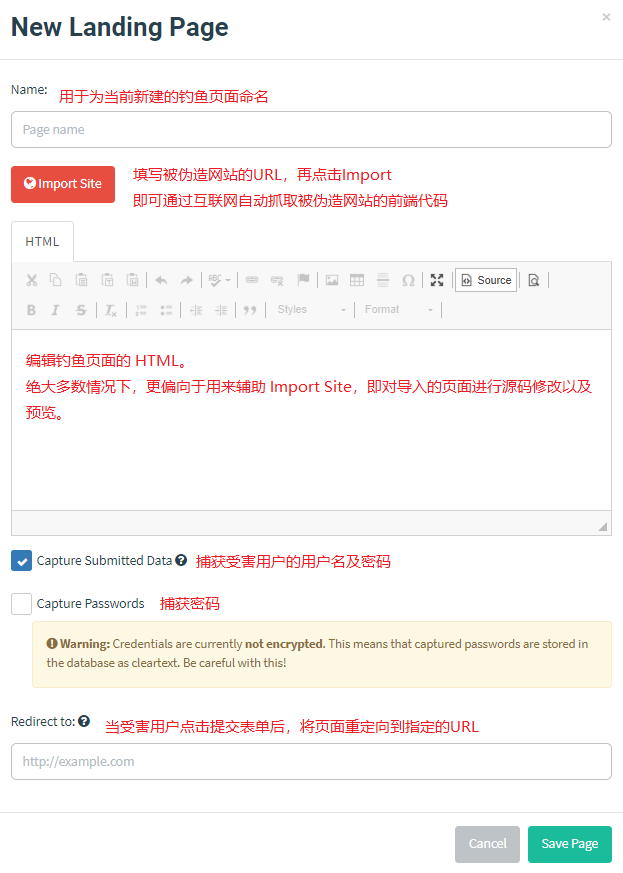 New Landing Page
×
Name: 用于为当前新建的钓鱼页面命名
Page name
Import Site 填写被伪造网站的URL，再点击Import
即可通过互联网自动抓取被伪造网站的前端代码
HTML
ABC Source
B I S Ix Styles Format
编辑钓鱼页面的 HTML。
绝大多数情况下，更偏向于用来辅助 Import Site，即对导入的页面进行源码修改以及
预览。
Capture Submitted Data 捕获受害用户的用户名及密码
Capture Passwords 捕获密码
Warning: Credentials are currently not encrypted. This means that captured passwords are stored in
the database as cleartext. Be careful with this!
Redirect to: 当受害用户点击提交表单后，将页面重定向到指定的URL
http://example.com
Cancel Save Page